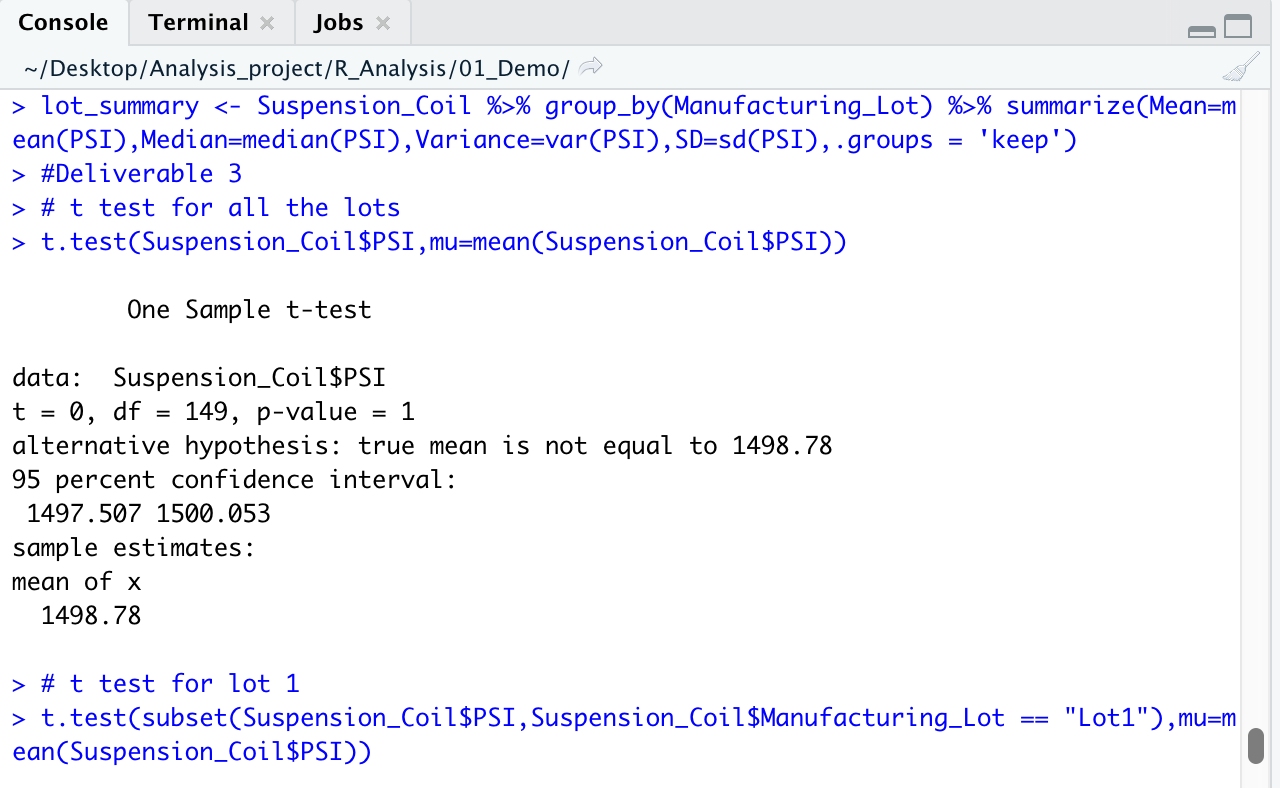 Console Terminal × Jobs ×
~/Desktop/Analysis_project/R_Analysis/01_Demo/
> lot_summary <- Suspension_Coil %>% group_by(Manufacturing_Lot) %>% summarize(Mean=m
ean(PSI),Median=median(PSI),Variance=var(PSI),SD=sd(PSI),.groups = 'keep')
> #Deliverable 3
> # t test for all the lots
> t.test(Suspension_Coil$PSI,mu=mean(Suspension_Coil$PSI))
One Sample t-test
data:  Suspension_Coil$PSI
t = 0, df = 149, p-value = 1
alternative hypothesis: true mean is not equal to 1498.78
95 percent confidence interval:
1497.507 1500.053
sample estimates:
mean of x
1498.78
> # t test for lot 1
> t.test(subset(Suspension_Coil$PSI,Suspension_Coil$Manufacturing_Lot == "Lot1"),mu=m
ean(Suspension_Coil$PSI))